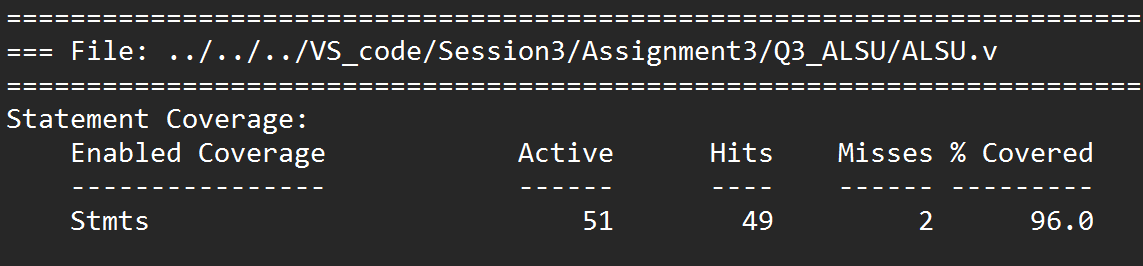 ========================================================================
=== File: ../../../VS_code/Session3/Assignment3/Q3_ALSU/ALSU.v
========================================================================
Statement Coverage:
    Enabled Coverage            Active      Hits    Misses % Covered
    ----------------            ------      ----    ------ ---------
    Stmts                           51        49         2      96.0